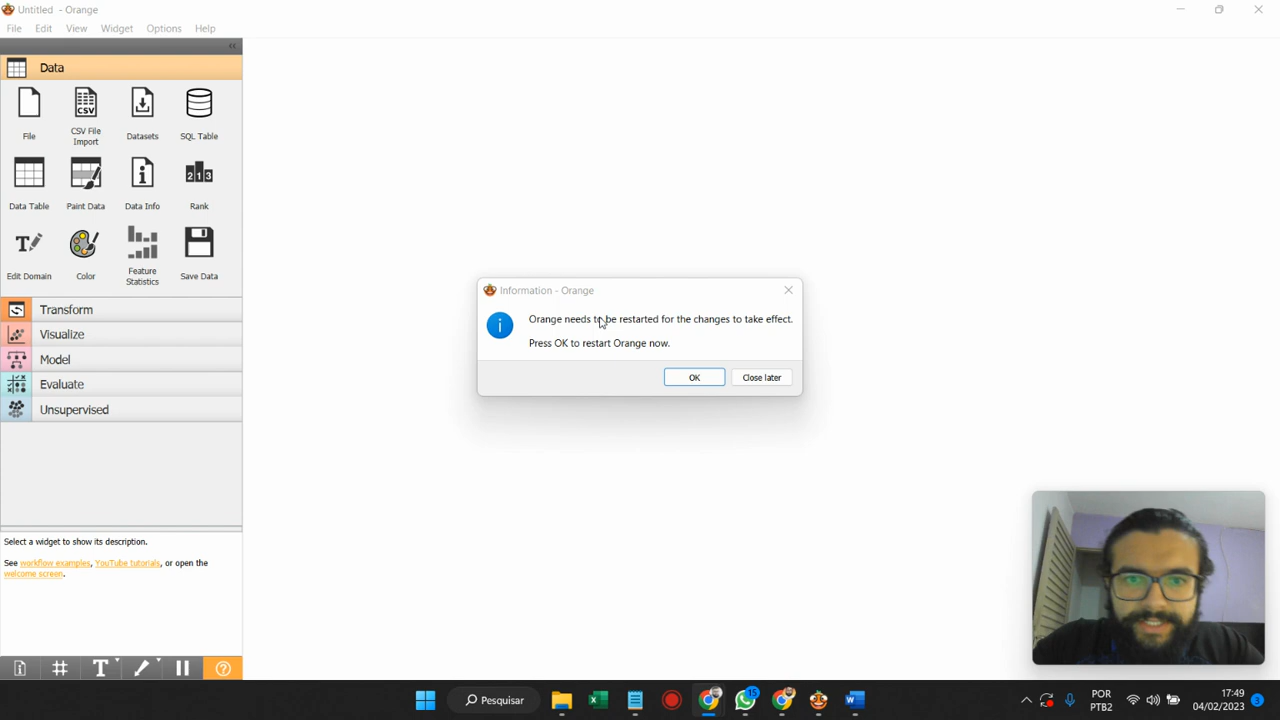 Untitled - Orange
File Edit View Widget Options Help
Data
File
CSV File
Import
Datasets
SQL Table
Data Table
Paint Data
Data Info
Rank
Edit Domain
Color
Feature
Statistics
Save Data
Transform
Visualize
Model
Evaluate
Unsupervised
Information - Orange
Orange needs to be restarted for the changes to take effect.
Press OK to restart Orange now.
OK
Close later
Select a widget to show its description.
See workflow examples, YouTube tutorials, or open the
welcome screen.
Pesquisar
15
POR
PTB2
17:49
04/02/2023
3